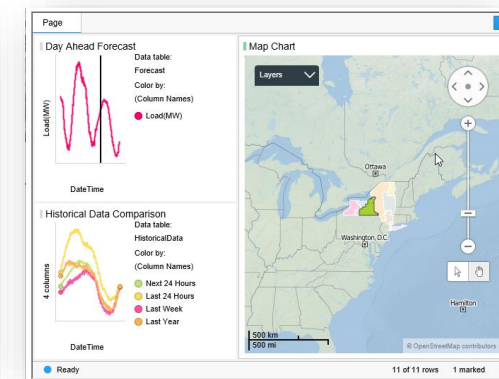 Page
Day Ahead Forecast
Data table:
Forecast
Color by:
(Column Names)
Load(MW)
Load(MW)
DateTime
Historical Data Comparison
Data table:
HistoricalData
Color by:
(Column Names)
Next 24 Hours
Last 24 Hours
Last Week
Last Year
4 columns
DateTime
Map Chart
Layers
Ottawa
Washington, D.C.
Hamilton
500 km
500 mi
© OpenStreetMap contributors
Ready
11 of 11 rows
1 marked